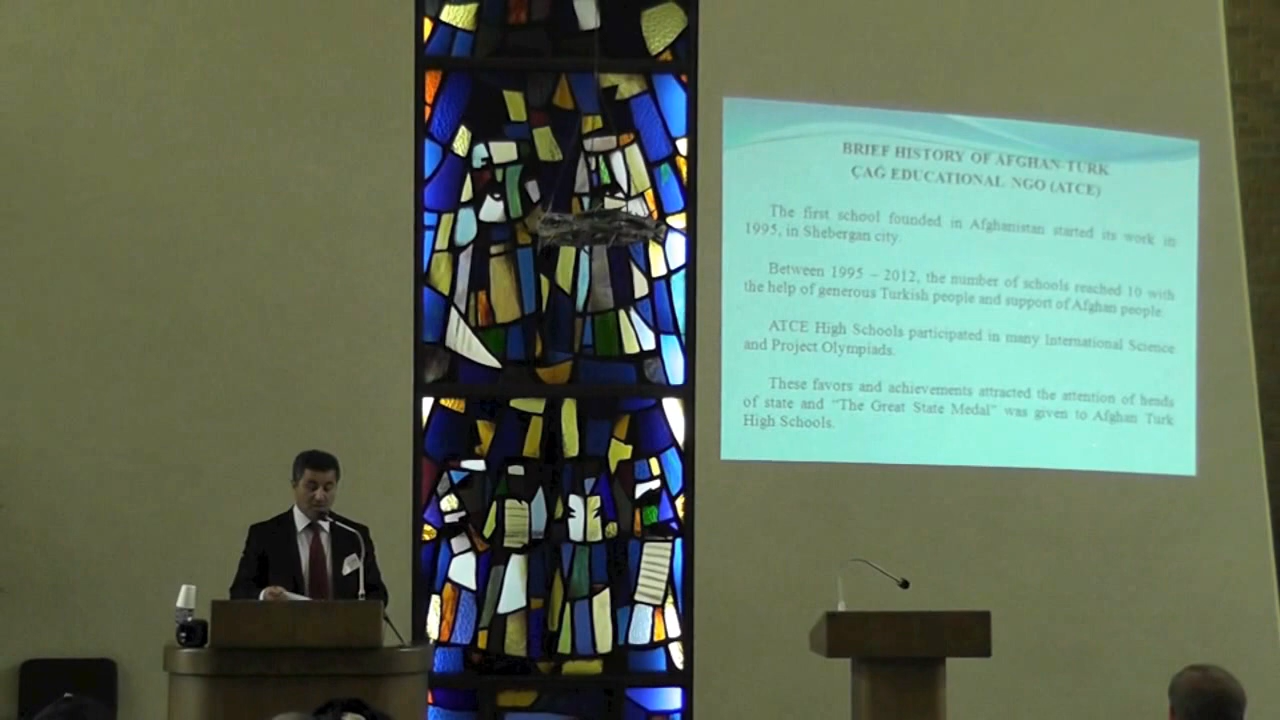 BRIEF HISTORY OF AFGHAN-TURK
ÇAĞ EDUCATIONAL NGO (ATCE)
The first school founded in Afghanistan started its work in
1995, in Shebergan city.
Between 1995 – 2012, the number of schools reached 10 with
the help of generous Turkish people and support of Afghan people.
ATCE High Schools participated in many International Science
and Project Olympiads.
These favors and achievements attracted the attention of heads
of state and “The Great State Medal” was given to Afghan Turk
High Schools.